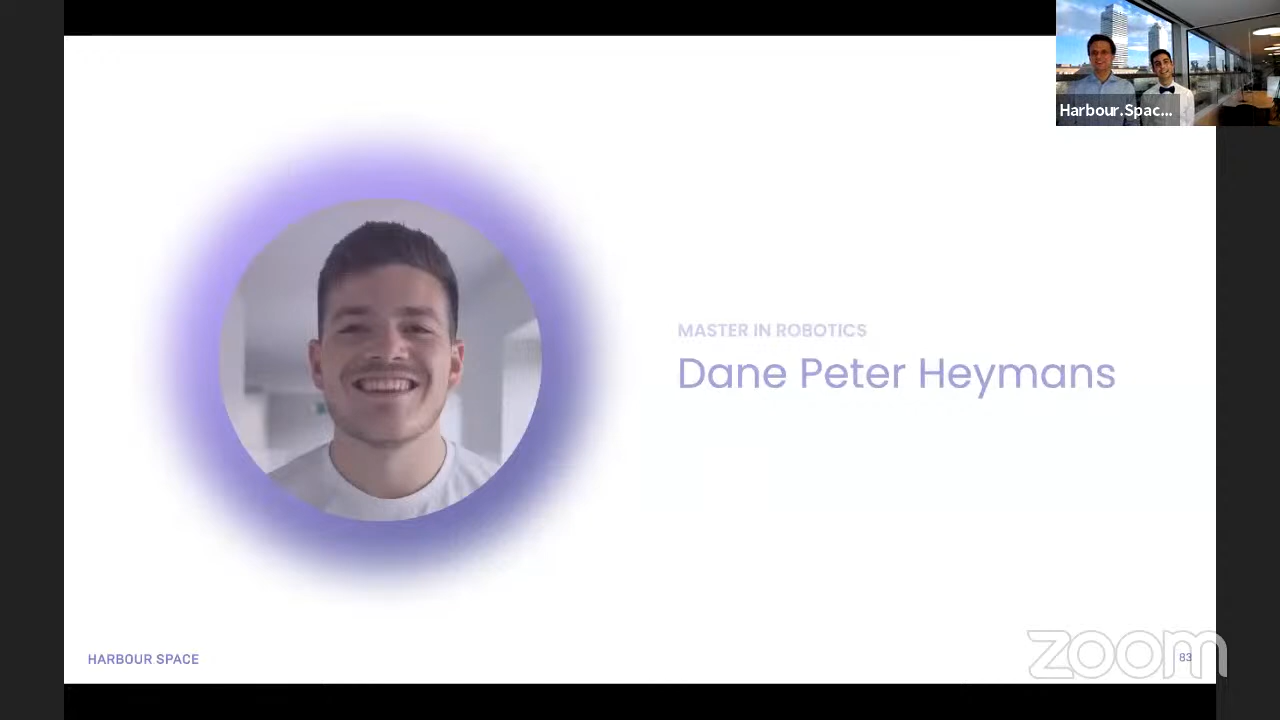 Harbour.Spac...
MASTER IN ROBOTICS
Dane Peter Heymans
HARBOUR SPACE
83
zoom